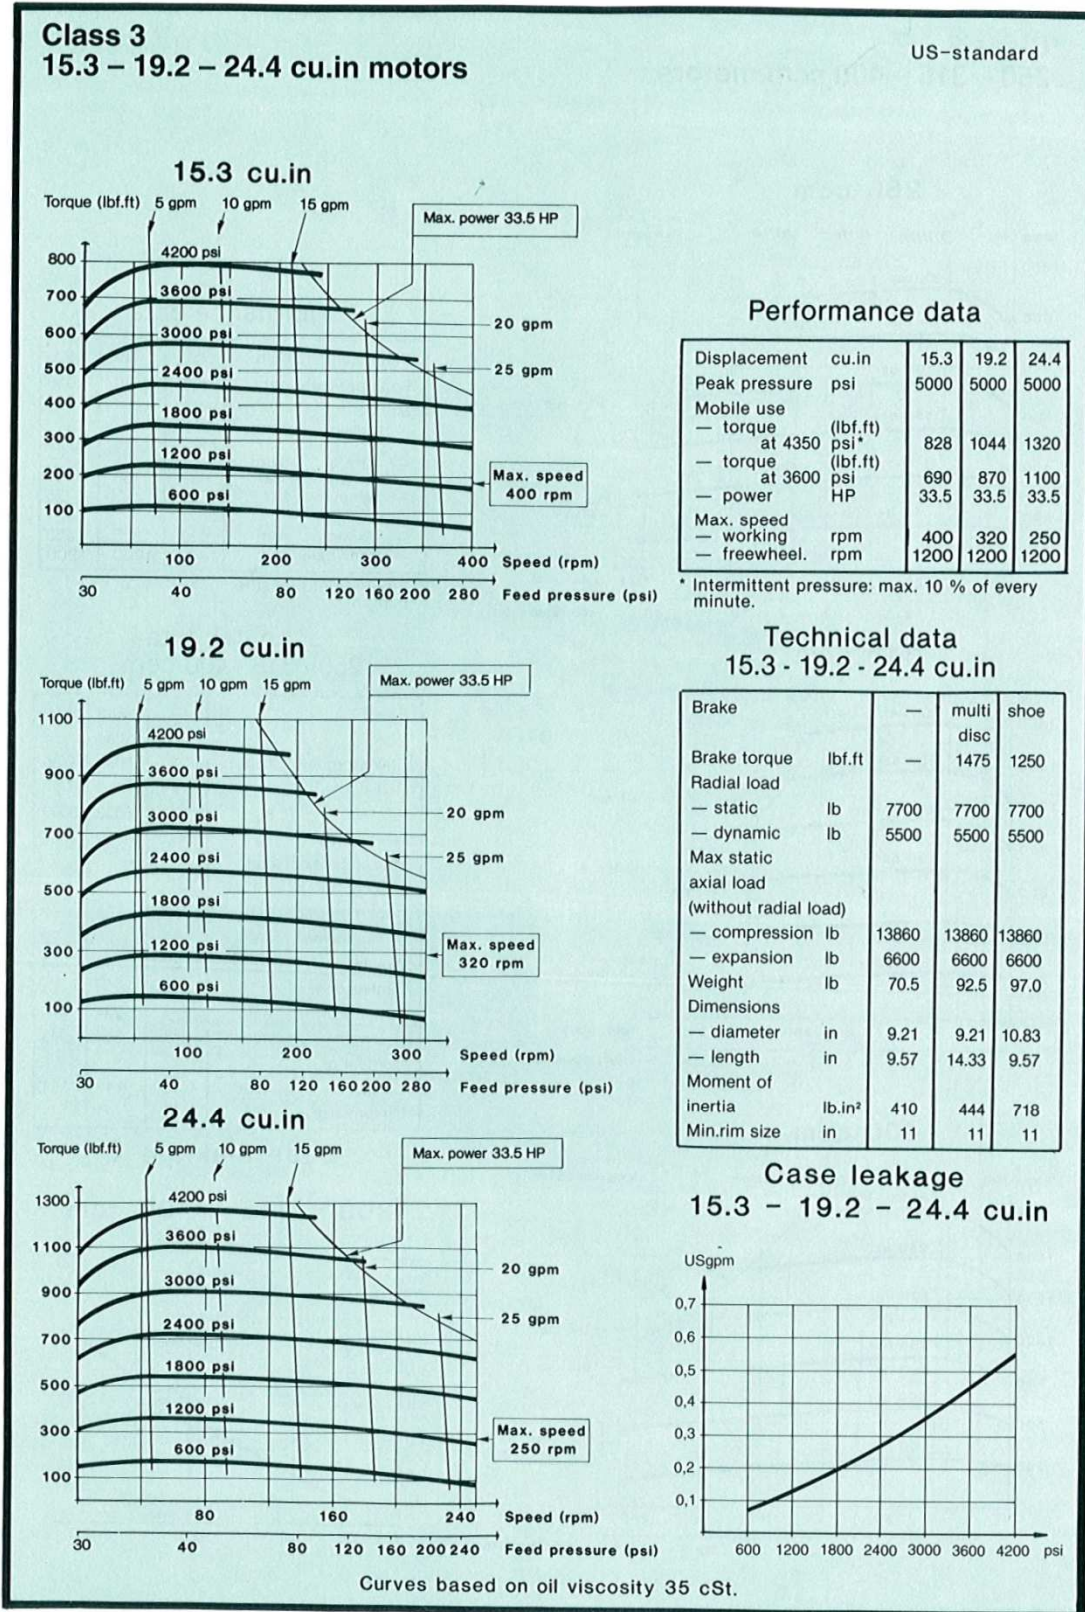 Class 3
15.3 – 19.2 – 24.4 cu.in motors
US-standard
15.3 cu.in
Torque (lbf.ft) 5 gpm 10 gpm 15 gpm
Max. power 33.5 HP
4200 psi
3600 psi
3000 psi
2400 psi
1800 psi
1200 psi
600 psi
800
700
600
500
400
300
200
100
20 gpm
25 gpm
Max. speed
400 rpm
100 200 300 400 Speed (rpm)
30 40 80 120 160 200 280 Feed pressure (psi)
19.2 cu.in
Torque (lbf.ft) 5 gpm 10 gpm 15 gpm
Max. power 33.5 HP
4200 psi
3600 psi
3000 psi
2400 psi
1800 psi
1200 psi
600 psi
1100
900
700
500
300
100
20 gpm
25 gpm
Max. speed
320 rpm
100 200 300 Speed (rpm)
30 40 80 120 160 200 280 Feed pressure (psi)
24.4 cu.in
Torque (lbf.ft) 5 gpm 10 gpm 15 gpm
Max. power 33.5 HP
4200 psi
3600 psi
3000 psi
2400 psi
1800 psi
1200 psi
600 psi
1300
1100
900
700
500
300
100
20 gpm
25 gpm
Max. speed
250 rpm
80 160 240 Speed (rpm)
30 40 80 120 160 200 240 Feed pressure (psi)
Performance data
Displacement cu.in 15.3 19.2 24.4
Peak pressure psi 5000 5000 5000
Mobile use
— torque (lbf.ft)
at 4350 psi* 828 1044 1320
— torque (lbf.ft)
at 3600 psi 690 870 1100
— power HP 33.5 33.5 33.5
Max. speed
— working rpm 400 320 250
— freewheel. rpm 1200 1200 1200
* Intermittent pressure: max. 10 % of every
minute.
Technical data
15.3 - 19.2 - 24.4 cu.in
Brake — multi shoe
disc
Brake torque lbf.ft — 1475 1250
Radial load
— static lb 7700 7700 7700
— dynamic lb 5500 5500 5500
Max static
axial load
(without radial load)
— compression lb 13860 13860 13860
— expansion lb 6600 6600 6600
Weight lb 70.5 92.5 97.0
Dimensions
— diameter in 9.21 9.21 10.83
— length in 9.57 14.33 9.57
Moment of
inertia lb.in² 410 444 718
Min.rim size in 11 11 11
Case leakage
15.3 – 19.2 – 24.4 cu.in
USgpm
0,7
0,6
0,5
0,4
0,3
0,2
0,1
600 1200 1800 2400 3000 3600 4200 psi
Curves based on oil viscosity 35 cSt.